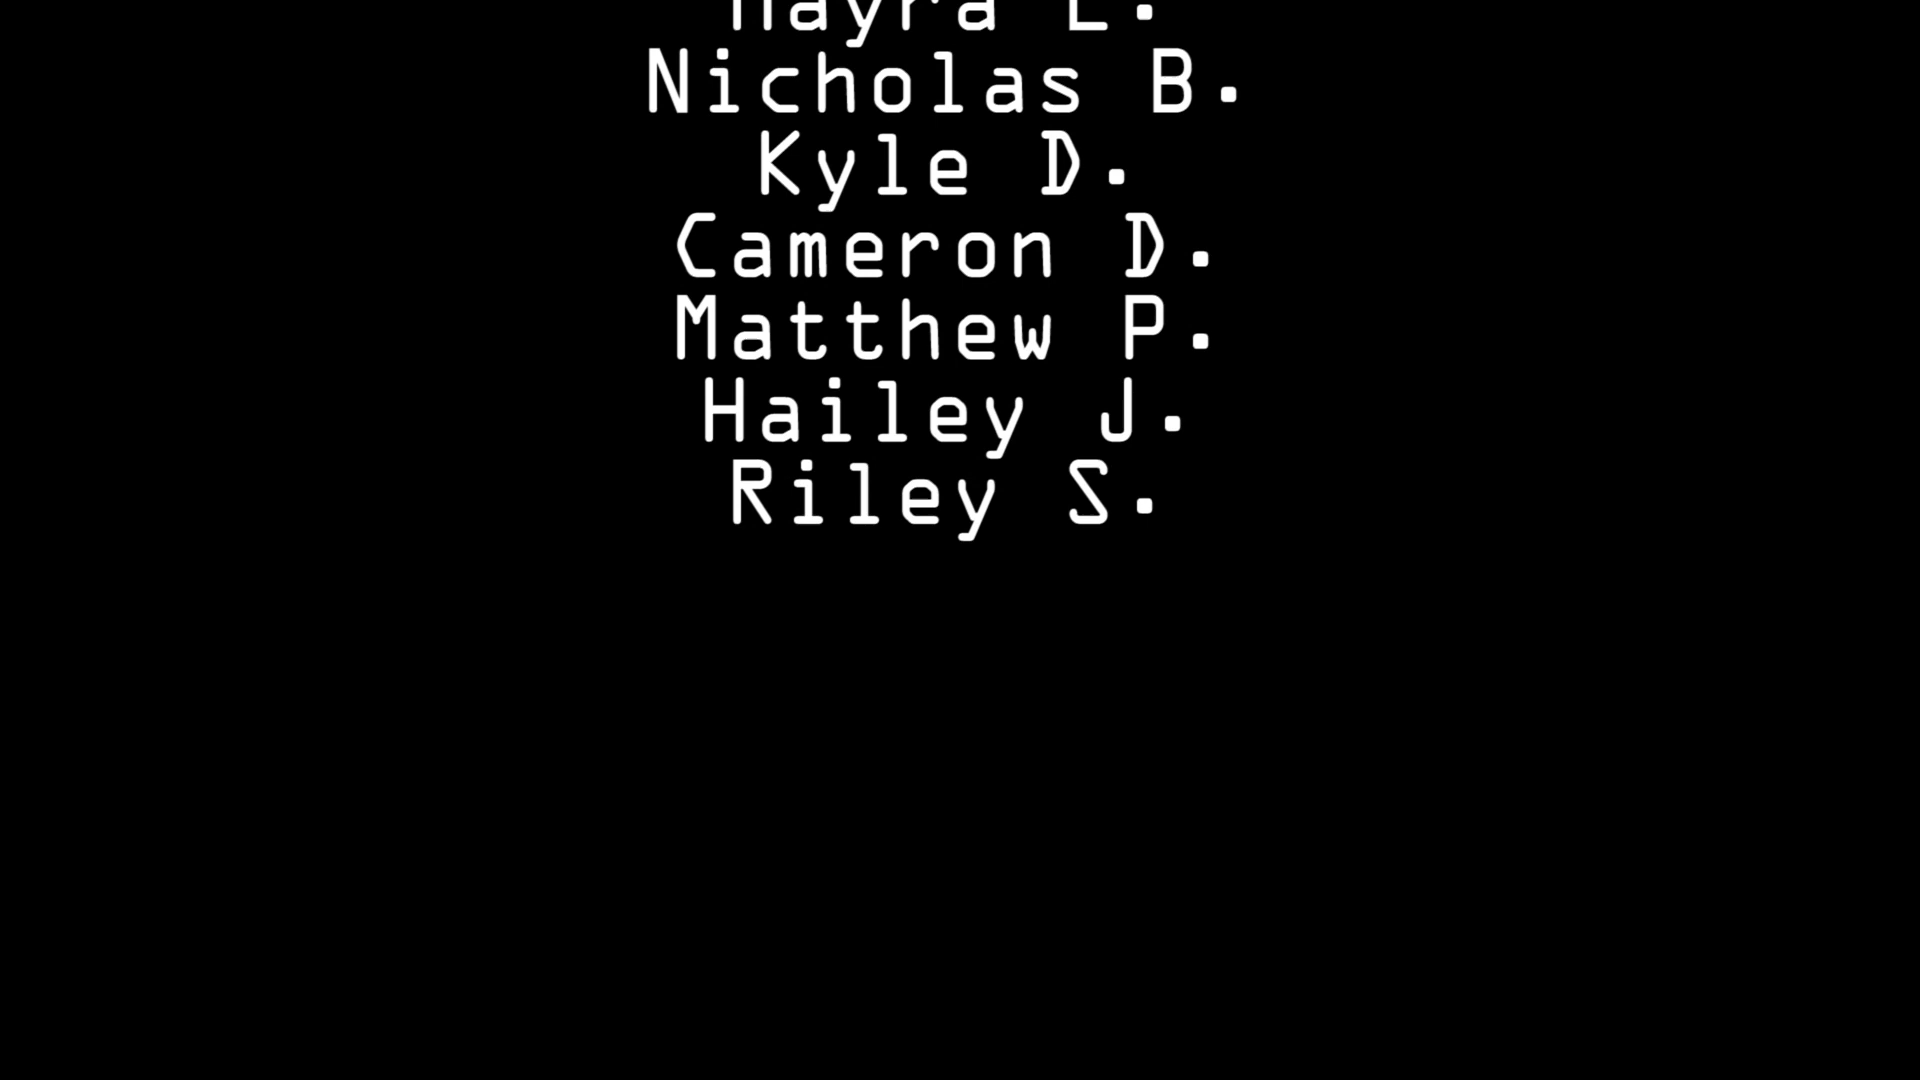 Nicholas B.
Kyle D.
Cameron D.
Matthew P.
Hailey J.
Riley S.